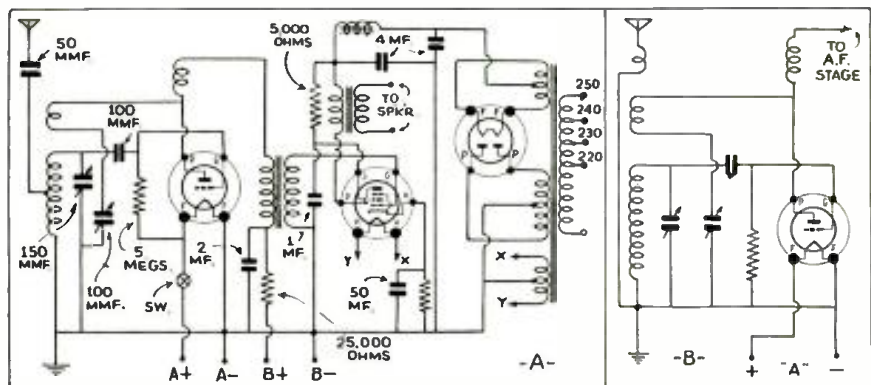 50
MMF.
100
MMF.
150
MMF
100
MMF.
5
MEGS.
SW.
2
MF.
A+ A- B+ B-
25,000
OHMS
1
MF.
5,000
OHMS
4 MF.
TO
SPKR
50
MF.
Y X
P P
F F
G
250
240
230
220
X
Y
-A-
TO
A.F.
STAGE
P G
F F
-B-
+ "A" -